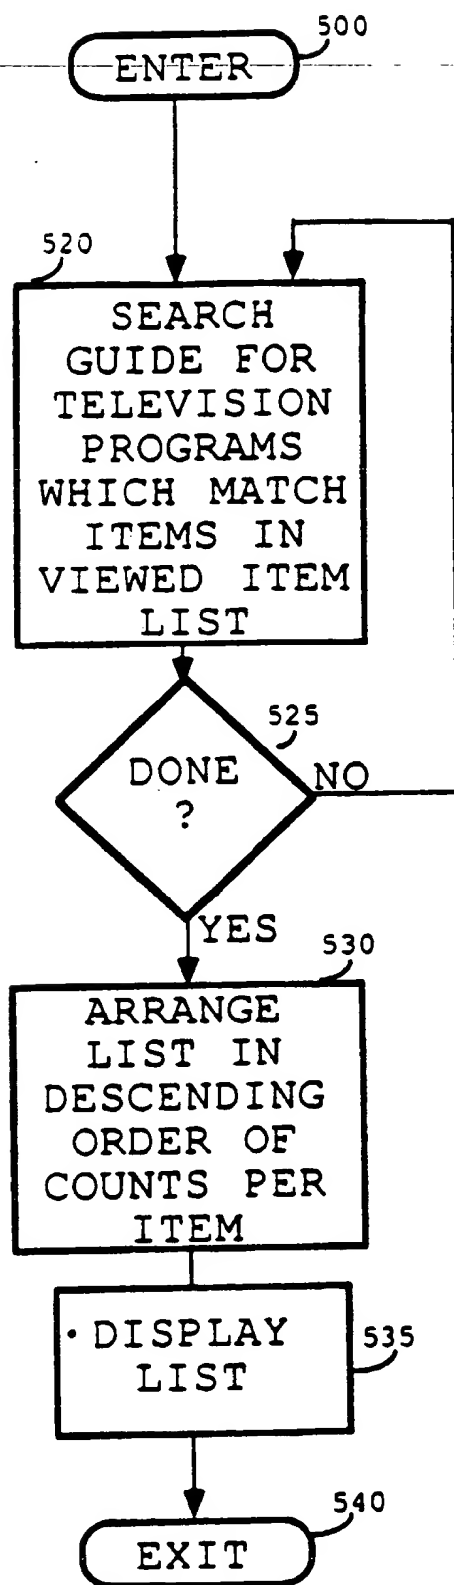 500
ENTER
520
SEARCH
GUIDE FOR
TELEVISION
PROGRAMS
WHICH MATCH
ITEMS IN
VIEWED ITEM
LIST
525
DONE
?
NO
YES
530
ARRANGE
LIST IN
DESCENDING
ORDER OF
COUNTS PER
ITEM
DISPLAY
LIST
535
540
EXIT